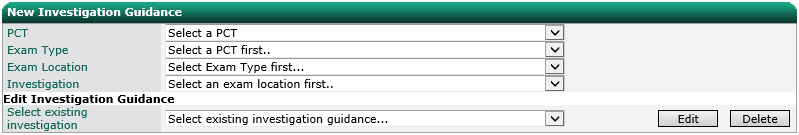 New Investigation Guidance
PCT Select a PCT
Exam Type Select a PCT first..
Exam Location Select Exam Type first...
Investigation Select an exam location first..
Edit Investigation Guidance
Select existing
investigation Select existing investigation guidance... Edit Delete